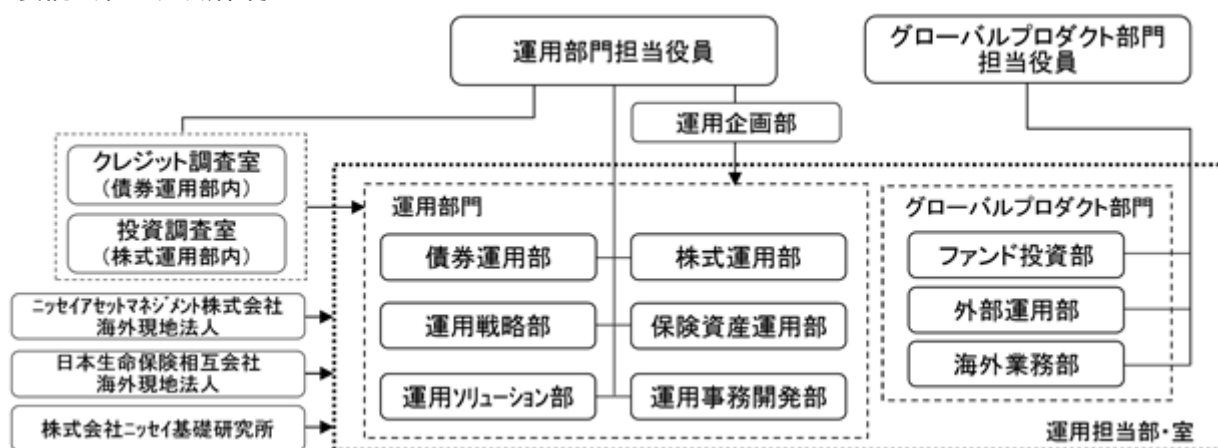 運用部門担当役員
グローバルプロダクト部門
担当役員
運用企画部
クレジット調査室
(債券運用部内)
投資調査室
(株式運用部内)
運用部門
グローバルプロダクト部門
債券運用部
株式運用部
ファンド投資部
運用戦略部
保険資産運用部
外部運用部
運用ソリューション部
運用事務開発部
海外業務部
ニッセイアセットマネジメント株式会社
海外現地法人
日本生命保険相互会社
海外現地法人
株式会社ニッセイ基礎研究所
運用担当部・室